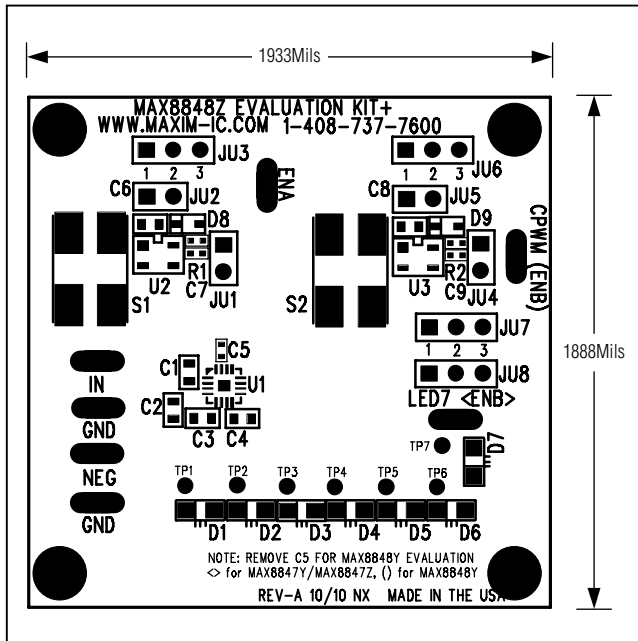 1933Mils
MAX8848Z EVALUATION KIT+
WWW.MAXIM-IC.COM 1-408-737-7600
JU3
1 2 3
JU6
1 2 3
C6
JU2
ENA
C8
JU5
D8
D9
CPWM (ENB)
U2
R1
C7
JU1
S1
U3
R2
C9
JU4
S2
1888Mils
JU7
1 2 3
JU8
C5
C1
U1
IN
LED7 <ENB>
C2
C3
C4
GND
TP7
D7
NEG
TP1 TP2 TP3 TP4 TP5 TP6
GND
D1 D2 D3 D4 D5 D6
NOTE: REMOVE C5 FOR MAX8848Y EVALUATION
<> for MAX8847Y/MAX8847Z, () for MAX8848Y
REV-A 10/10 NX MADE IN THE USA